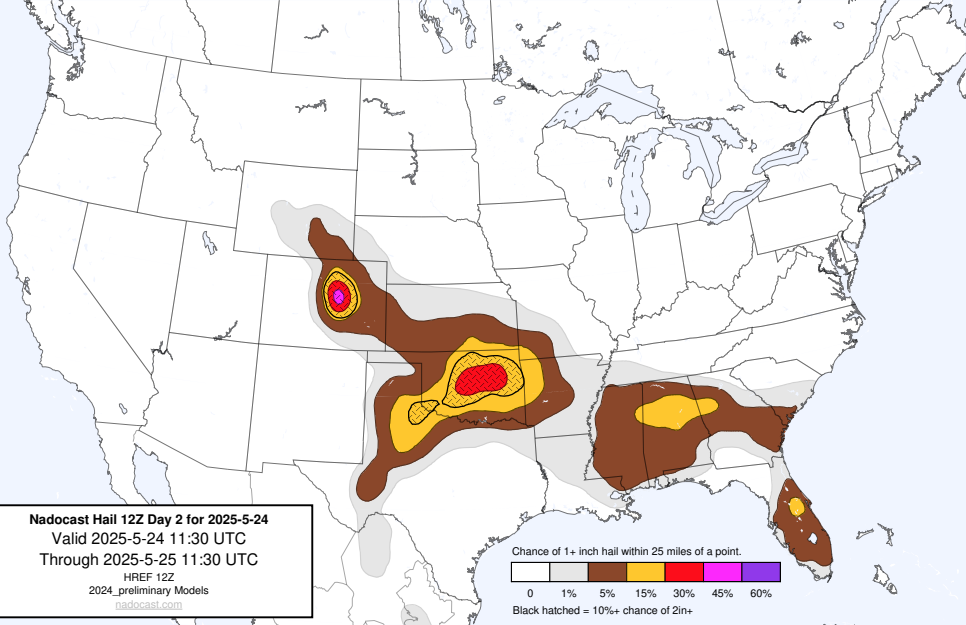 Nadocast Hail 12Z Day 2 for 2025-5-24
Valid 2025-5-24 11:30 UTC
Through 2025-5-25 11:30 UTC
HREF 12Z
2024_preliminary Models
nadocast.com
Chance of 1+ inch hail within 25 miles of a point.
0 1% 5% 15% 30% 45% 60%
Black hatched = 10%+ chance of 2in+